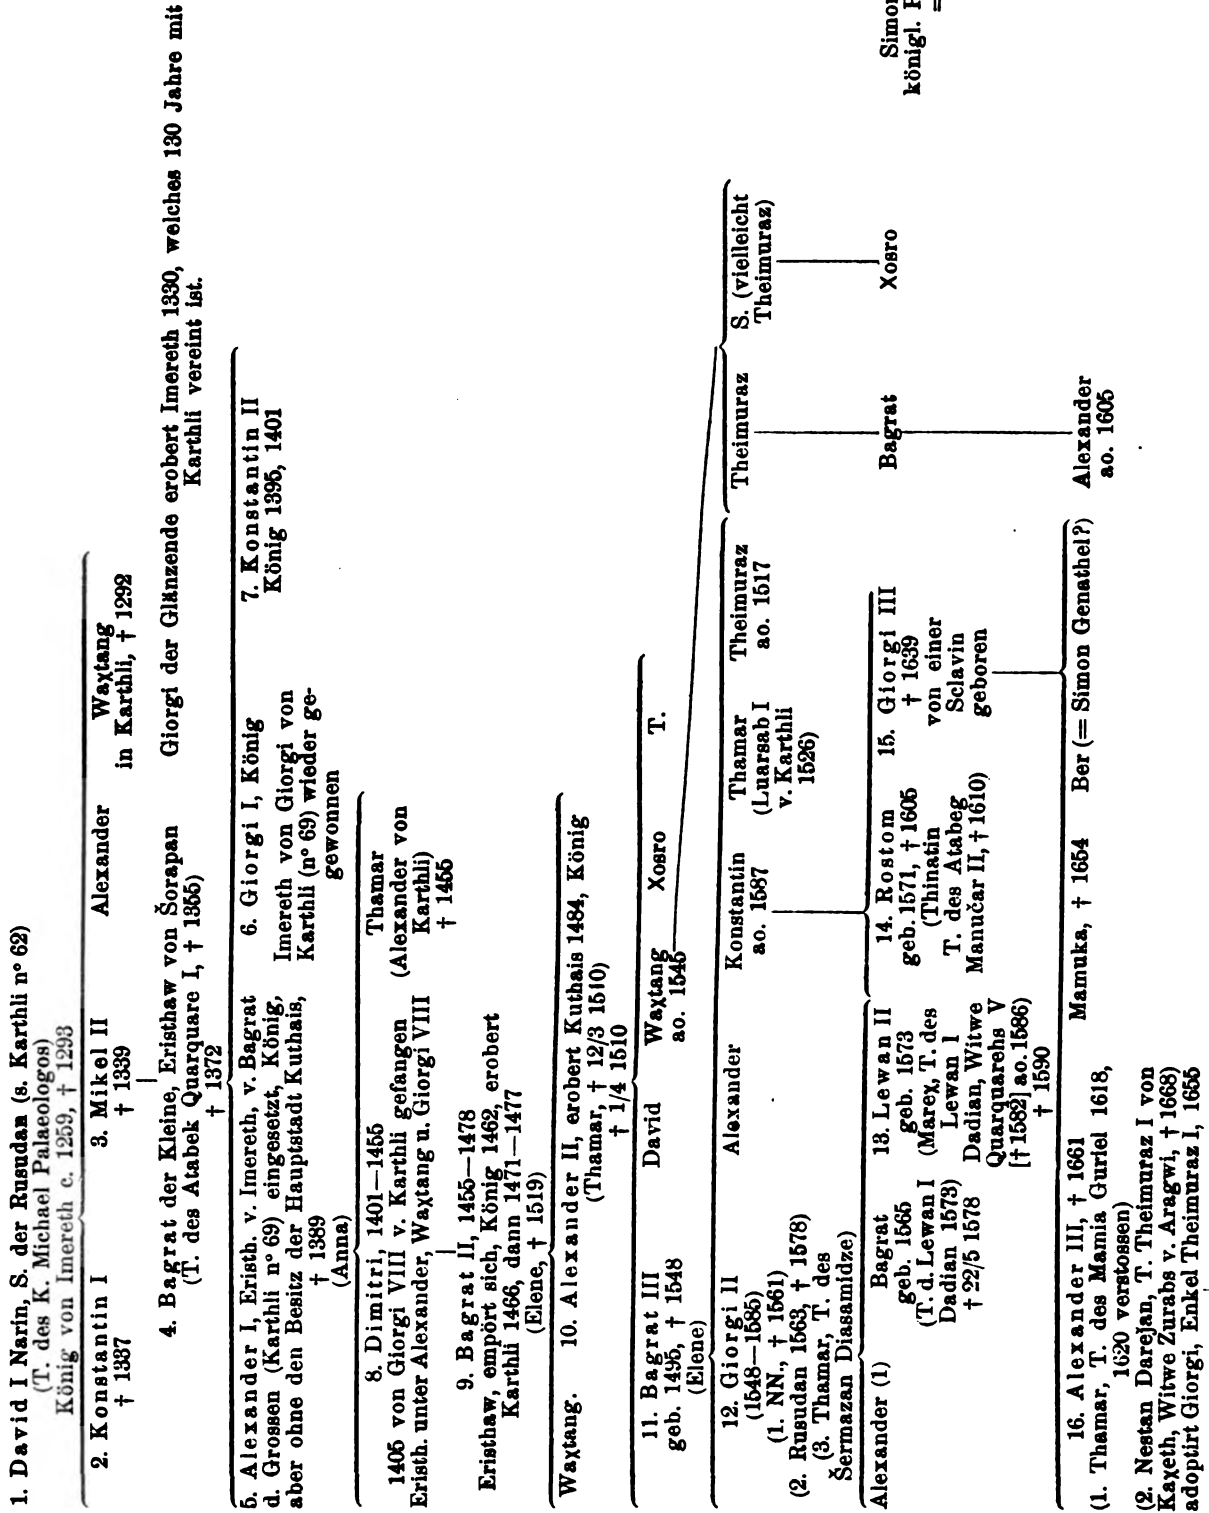 1. David I Narin, S. der Rusudan (s. Karthli n° 62)
(T. des K. Michael Palaeologos)
König von Imereth c. 1259, † 1293
2. Konstantin I
† 1337
3. Mikel II
† 1339
Alexander
Waχtang
in Karthli, † 1292
4. Bagrat der Kleine, Eristhaw von Šorapan
(T. des Atabek Quarquare I, † 1355)
† 1372
Giorgi der Glänzende erobert Imereth 1330, welches 130 Jahre mit
Karthli vereint ist.
5. Alexander I, Eristh. v. Imereth, v. Bagrat
d. Grossen (Karthli n° 69) eingesetzt, König,
aber ohne den Besitz der Hauptstadt Kuthais,
† 1389
(Anna)
6. Giorgi I, König
Imereth von Giorgi von
Karthli (n° 69) wieder ge-
gewonnen
7. Konstantin II
König 1395, 1401
8. Dimitri, 1401—1455
1405 von Giorgi VIII v. Karthli gefangen
Eristh. unter Alexander, Waχtang u. Giorgi VIII
Thamar
(Alexander von
Karthli)
† 1455
9. Bagrat II, 1455—1478
Eristhaw, empört sich, König 1462, erobert
Karthli 1466, dann 1471—1477
(Elene, † 1519)
Waχtang.
10. Alexander II, erobert Kuthais 1484, König
(Thamar, † 12/3 1510)
† 1/4 1510
11. Bagrat III
geb. 1495, † 1548
(Elene)
David
Waχtang
ao. 1545
Xosro
T.
12. Giorgi II
(1548—1585)
(1. NN., † 1561)
(2. Rusudan 1563, † 1578)
(3. Thamar, T. des
Šermazan Diasamidze)
Alexander
Konstantin
ao. 1587
Thamar
(Luarsab I
v. Karthli
1526)
Theimuraz
ao. 1517
Theimuraz
S. (vielleicht
Theimuraz)
Alexander (1)
Bagrat
geb. 1565
(T. d. Lewan I
Dadian 1573)
† 22/5 1578
13. Lewan II
geb. 1573
(Mareχ, T. des
Lewan I
Dadian, Witwe
Quarquarehs V
[† 1582] ao. 1586)
† 1590
14. Rostom
geb. 1571, † 1605
(Thinatin
T. des Atabeg
Manučar II, † 1610)
15. Giorgi III
† 1639
von einer
Sclavin
geboren
Bagrat
Xosro
Simon
königl. P
=
16. Alexander III, † 1661
(1. Thamar, T. des Mamia Guriel 1618,
1620 verstossen)
(2. Nestan Darejan, T. Theimuraz I von
Kaχeth, Witwe Zurabs v. Aragwi, † 1668)
adoptirt Giorgi, Enkel Theimuraz I, 1655
Mamuka, † 1654
Ber (= Simon Genathel?)
Alexander
ao. 1605